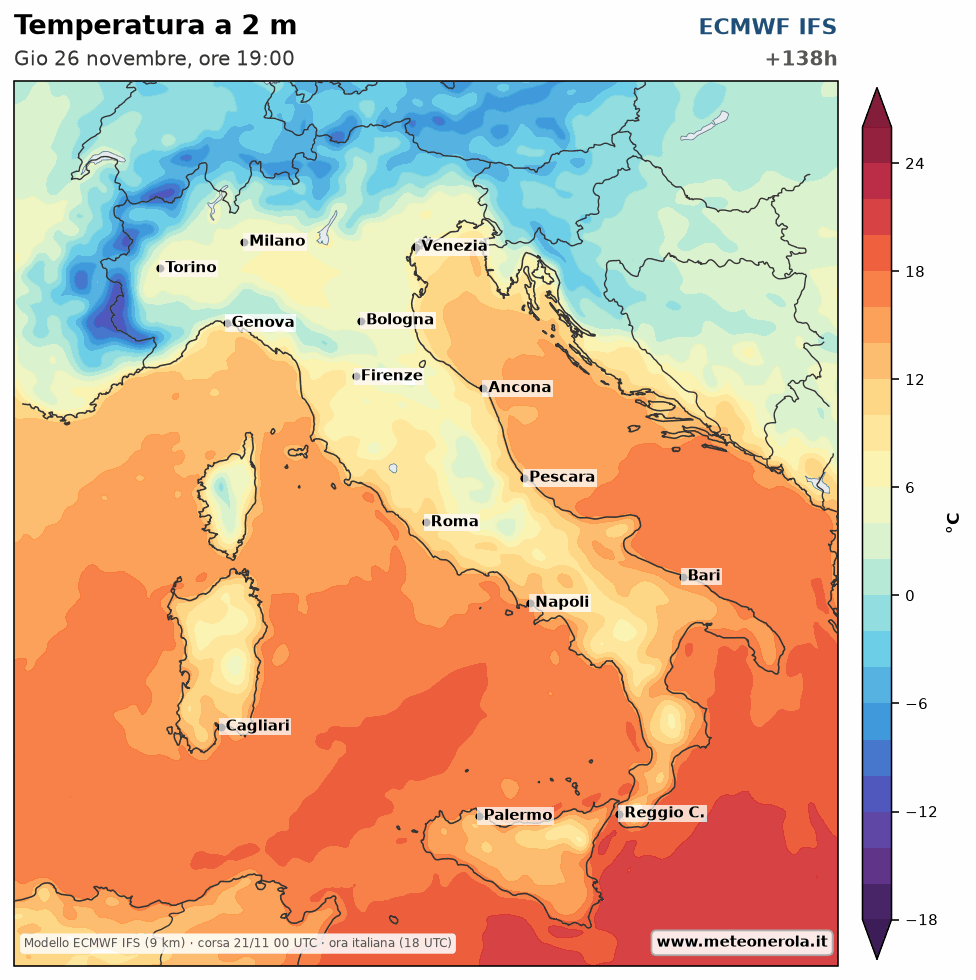 Temperatura a 2 m
ECMWF IFS
Gio 26 novembre, ore 19:00
+138h
Milano
Venezia
Torino
Genova
Bologna
Firenze
Ancona
Pescara
Roma
Bari
Napoli
Cagliari
Palermo
Reggio C.
24
18
12
6
0
−6
−12
−18
°C
Modello ECMWF IFS (9 km) · corsa 21/11 00 UTC · ora italiana (18 UTC)
www.meteonerola.it